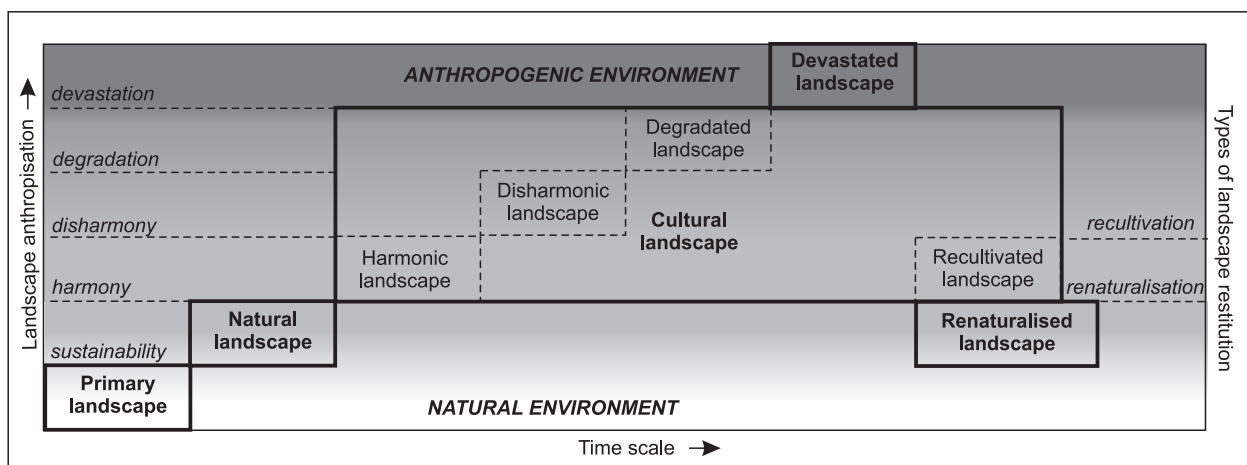 Landscape anthropisation →
devastation
degradation
disharmony
harmony
sustainability
ANTHROPOGENIC ENVIRONMENT
Devastated
landscape
Degradated
landscape
Disharmonic
landscape
Cultural
landscape
Harmonic
landscape
Recultivated
landscape
Natural
landscape
Renaturalised
landscape
Primary
landscape
NATURAL ENVIRONMENT
recultivation
renaturalisation
Types of landscape restitution
Time scale →